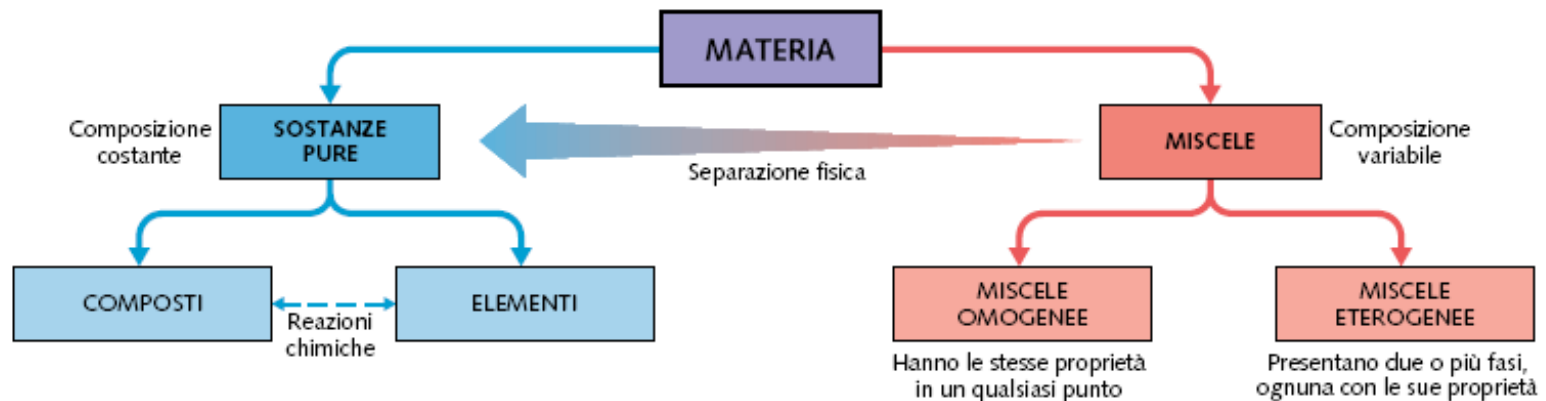 MATERIA
Composizione
costante
SOSTANZE
PURE
Separazione fisica
MISCELE
Composizione
variabile
COMPOSTI
Reazioni
chimiche
ELEMENTI
MISCELE
OMOGENEE
Hanno le stesse proprietà
in un qualsiasi punto
MISCELE
ETEROGENEE
Presentano due o più fasi,
ognuna con le sue proprietà